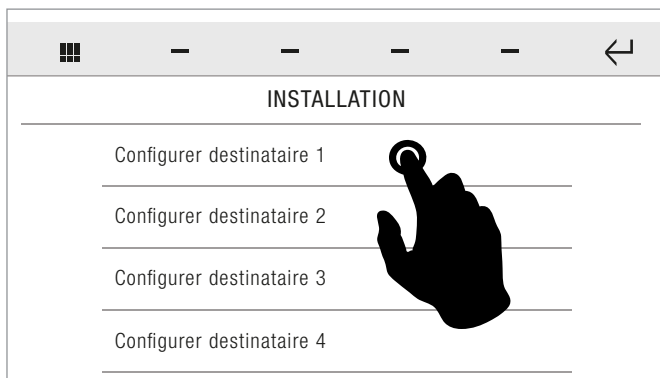 INSTALLATION
Configurer destinataire 1
Configurer destinataire 2
Configurer destinataire 3
Configurer destinataire 4